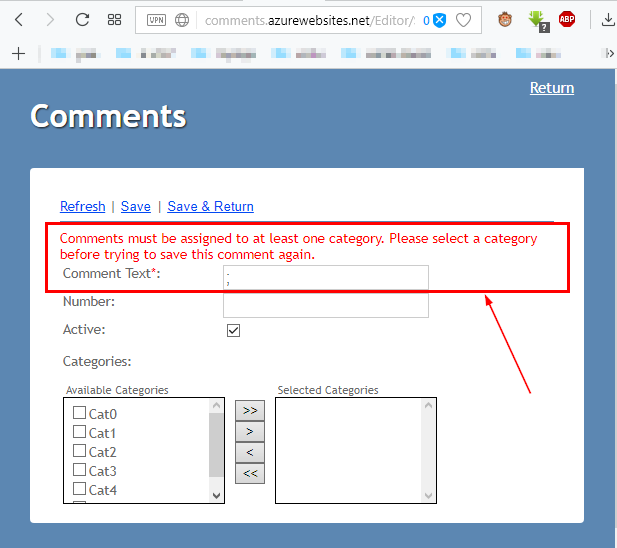 VPN comments.azurewebsites.net/Editor/ 0 ? ABP
Return
Comments
Refresh | Save | Save & Return
Comments must be assigned to at least one category. Please select a category
before trying to save this comment again.
Comment Text*: ;
Number:
Active:
Categories:
Available Categories Selected Categories
Cat0 >>
Cat1 >
Cat2 <
Cat3 <<
Cat4